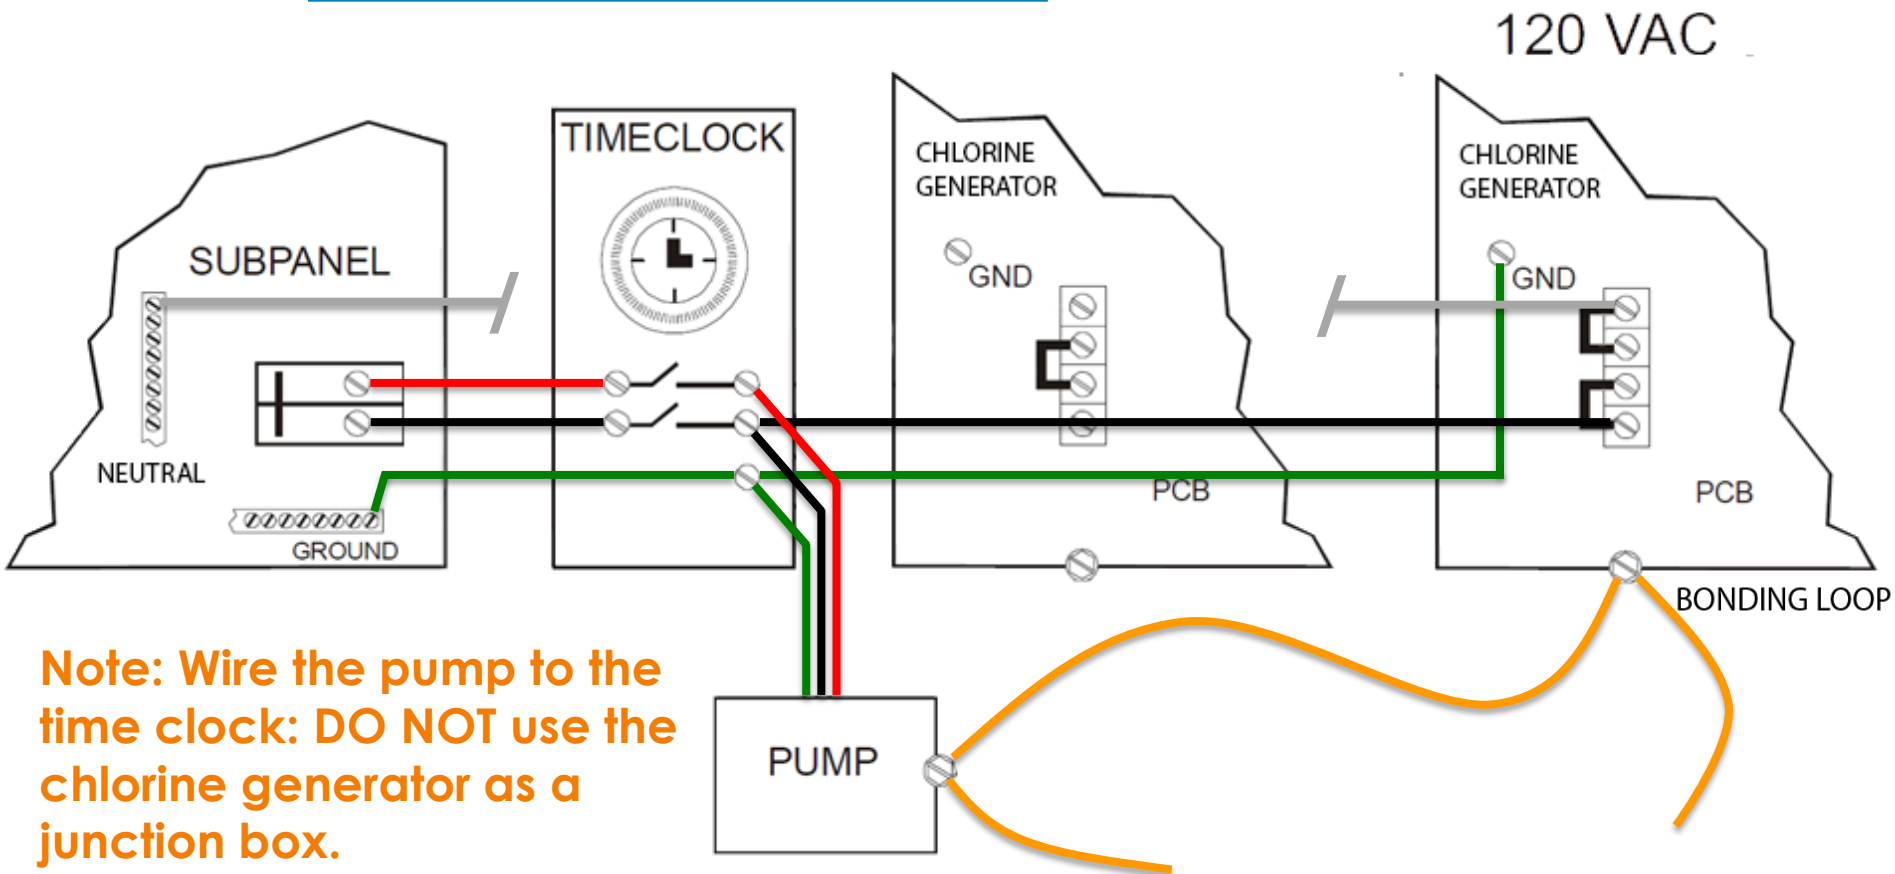 120 VAC
TIMECLOCK
CHLORINE
GENERATOR
CHLORINE
GENERATOR
SUBPANEL
GND
GND
NEUTRAL
PCB
PCB
GROUND
BONDING LOOP
Note: Wire the pump to the
time clock: DO NOT use the
chlorine generator as a
junction box.
PUMP